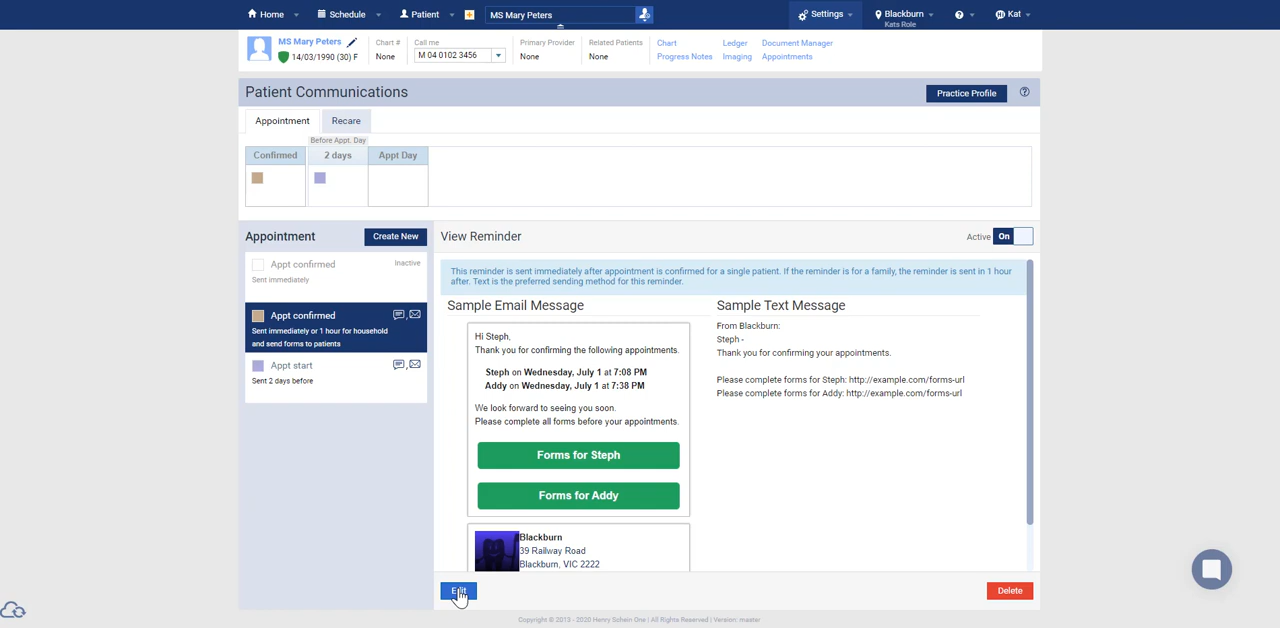 Home Schedule Patient MS Mary Peters Settings Blackburn Kat
Kats Role
MS Mary Peters Chart # Call me Primary Provider Related Patients Chart Ledger Document Manager
14/03/1990 (30) F None M 04 0102 3456 None None Progress Notes Imaging Appointments
Patient Communications Practice Profile
Appointment Recare
Before Appt. Day
Confirmed 2 days Appt Day
Appointment Create New View Reminder Active On
Appt confirmed Inactive
Sent immediately
Appt confirmed
Sent immediately or 1 hour for household
and send forms to patients
Appt start
Sent 2 days before
This reminder is sent immediately after appointment is confirmed for a single patient. If the reminder is for a family, the reminder is sent in 1 hour
after. Text is the preferred sending method for this reminder.
Sample Email Message
Hi Steph,
Thank you for confirming the following appointments.
Steph on Wednesday, July 1 at 7:08 PM
Addy on Wednesday, July 1 at 7:38 PM
We look forward to seeing you soon.
Please complete all forms before your appointments.
Forms for Steph
Forms for Addy
Blackburn
39 Railway Road
Blackburn, VIC 2222
Sample Text Message
From Blackburn:
Steph -
Thank you for confirming your appointments.
Please complete forms for Steph: http://example.com/forms-url
Please complete forms for Addy: http://example.com/forms-url
Edit Delete
Copyright © 2013 - 2020 Henry Schein One | All Rights Reserved | Version: master